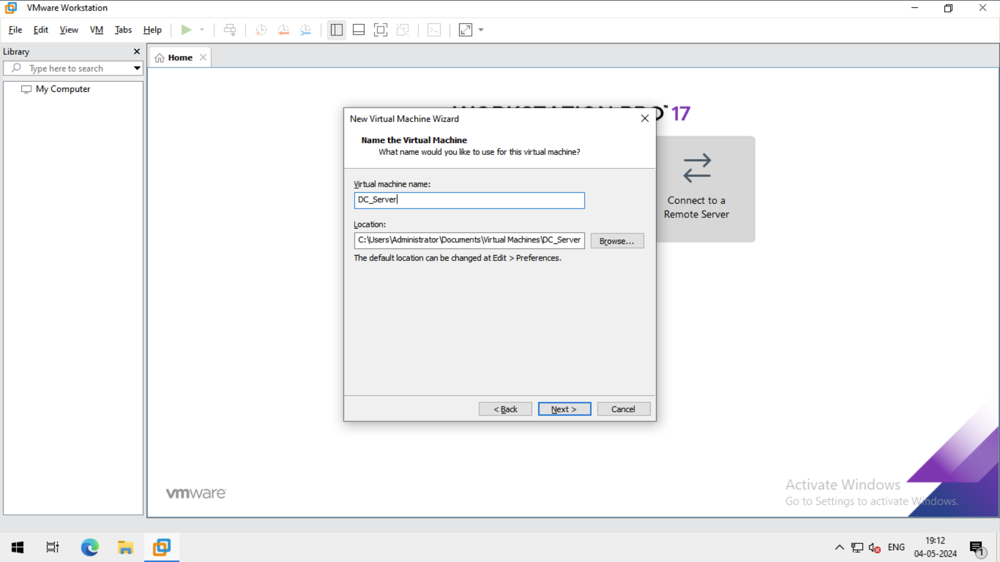 VMware Workstation
File Edit View VM Tabs Help
Library
Type here to search
My Computer
Home
WORKSTATION PRO™ 17
New Virtual Machine Wizard
Name the Virtual Machine
What name would you like to use for this virtual machine?
Virtual machine name:
DC_Server
Location:
C:\Users\Administrator\Documents\Virtual Machines\DC_Server
Browse...
The default location can be changed at Edit > Preferences.
< Back
Next >
Cancel
Connect to a
Remote Server
vmware
Activate Windows
Go to Settings to activate Windows.
ENG
19:12
04-05-2024
1